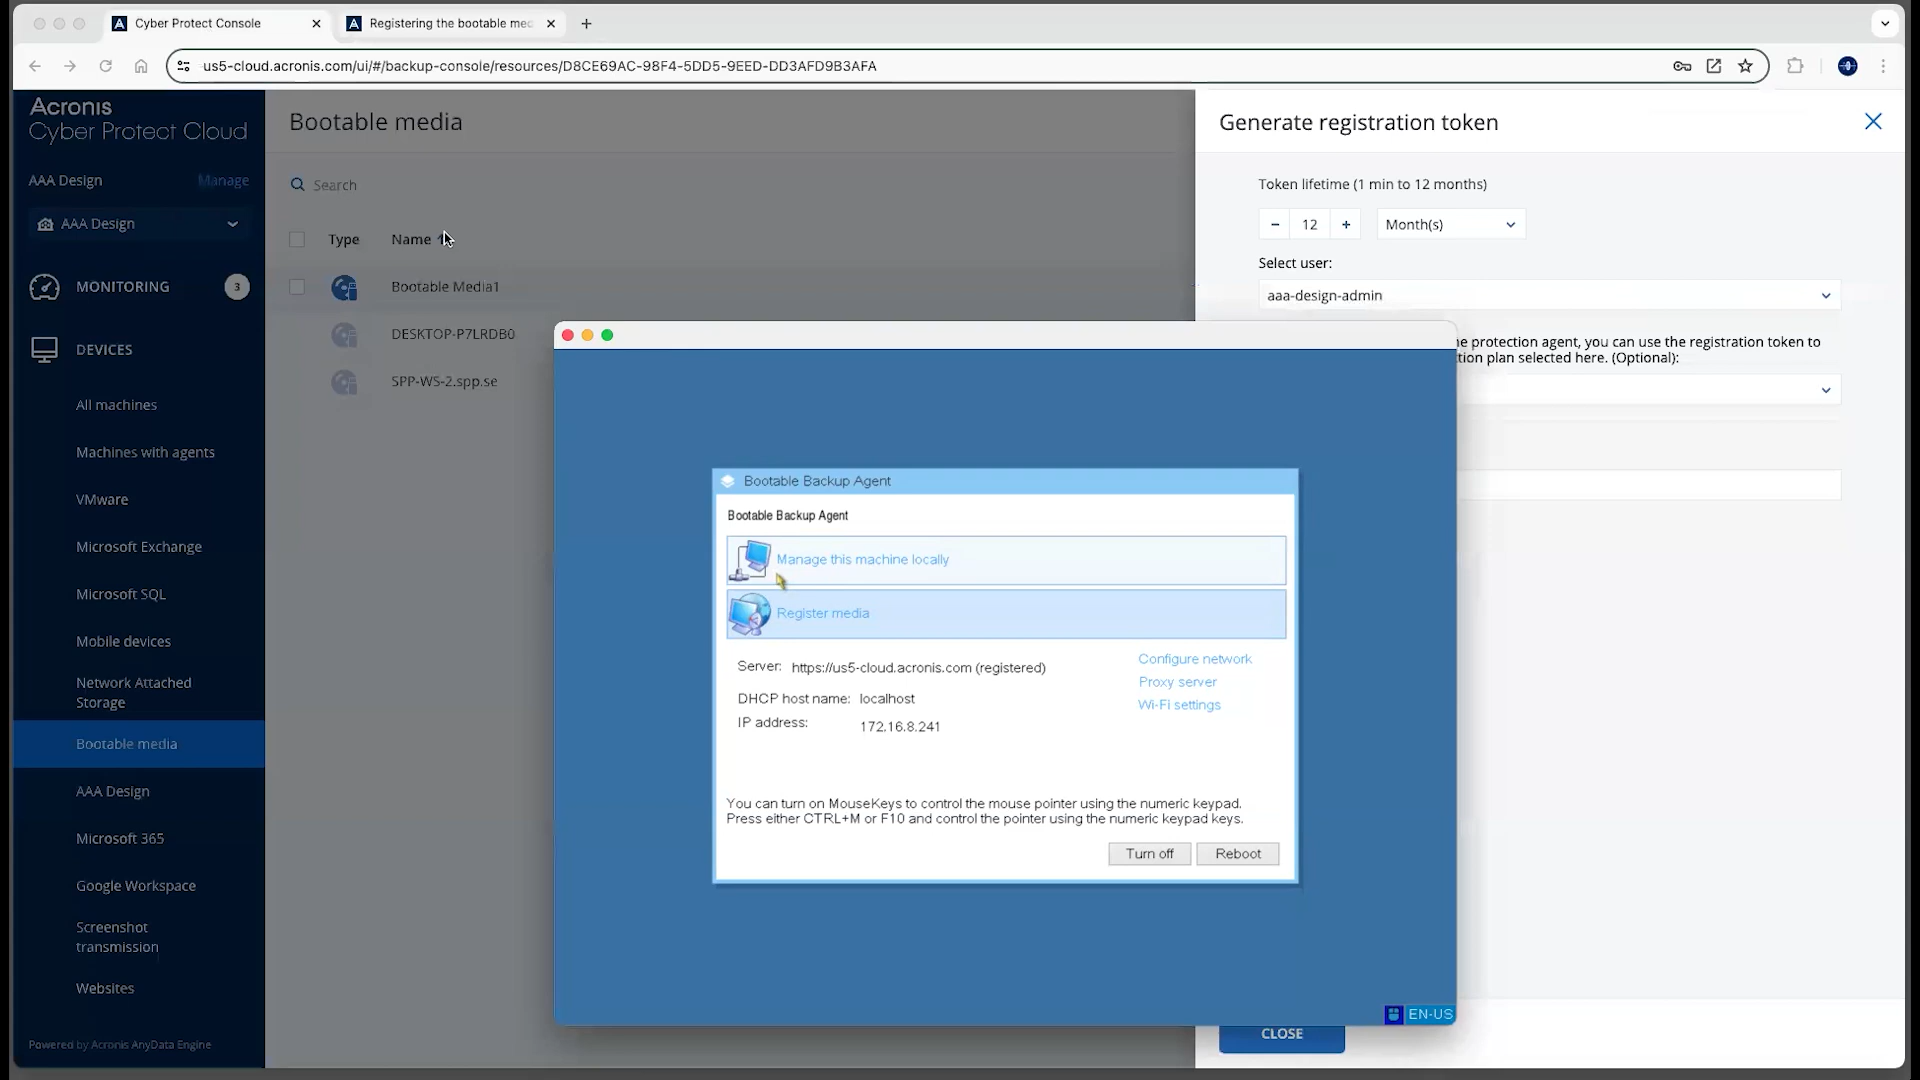 Cyber Protect Console
Registering the bootable med
us5-cloud.acronis.com/ui/#/backup-console/resources/D8CE69AC-98F4-5DD5-9EED-DD3AFD9B3AFA
Acronis
Cyber Protect Cloud
AAA Design
Manage
AAA Design
MONITORING
3
DEVICES
All machines
Machines with agents
VMware
Microsoft Exchange
Microsoft SQL
Mobile devices
Network Attached
Storage
Bootable media
AAA Design
Microsoft 365
Google Workspace
Screenshot
transmission
Websites
Powered by Acronis AnyData Engine
Bootable media
Search
Type
Name
Bootable Media1
DESKTOP-P7LRDB0
SPP-WS-2.spp.se
Generate registration token
Token lifetime (1 min to 12 months)
12
Month(s)
Select user:
aaa-design-admin
protection agent, you can use the registration token to
plan selected here. (Optional):
CLOSE
Bootable Backup Agent
Bootable Backup Agent
Manage this machine locally
Register media
Server: https://us5-cloud.acronis.com (registered)
DHCP host name: localhost
IP address: 172.16.8.241
Configure network
Proxy server
Wi-Fi settings
You can turn on MouseKeys to control the mouse pointer using the numeric keypad.
Press either CTRL+M or F10 and control the pointer using the numeric keypad keys.
Turn off
Reboot
EN-US